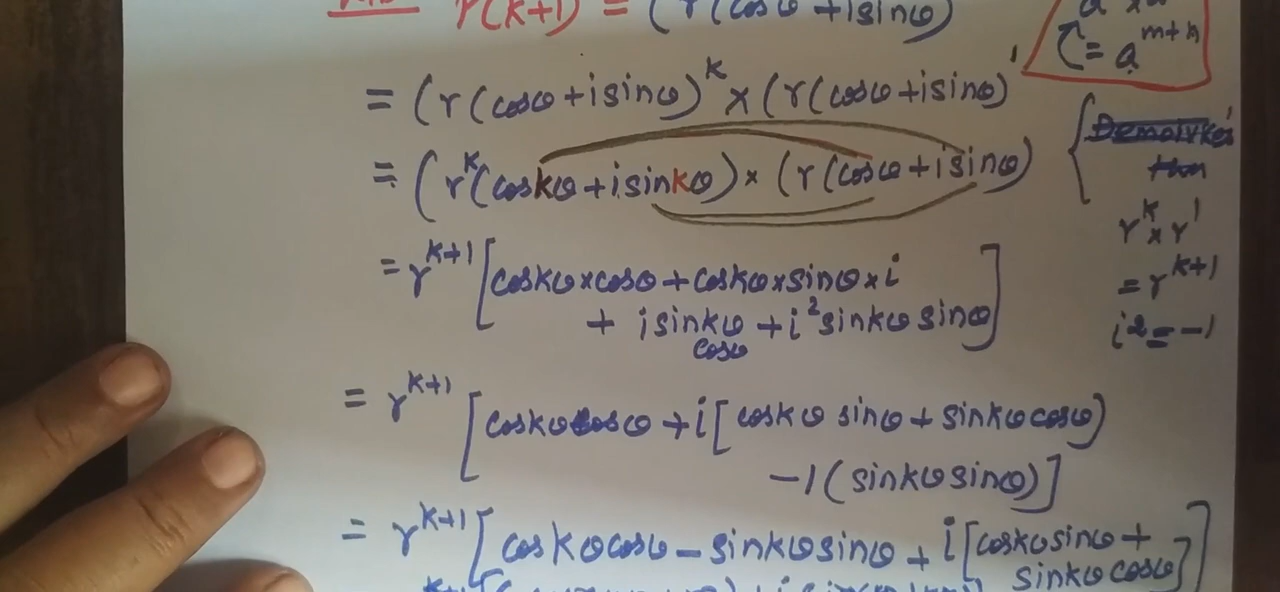 P(k+1) = (r(cosθ + isinθ)
= a^(m+n)
= (r(cosθ+isinθ)^k × (r(cosθ+isinθ)^1
= (r^k(coskθ+isinkθ) × (r(cosθ+isinθ)
r^k × r^1
= r^(k+1)
i^2 = -1
= r^(k+1) [coskθ×cosθ + coskθ×sinθ×i
+ isinkθ cosθ + i^2 sinkθ sinθ]
= r^(k+1) [coskθcosθ + i[coskθ sinθ + sinkθ cosθ)
-1(sinkθsinθ)]
= r^(k+1) [coskθcosθ - sinkθsinθ + i[coskθsinθ +
sinkθ cosθ]]